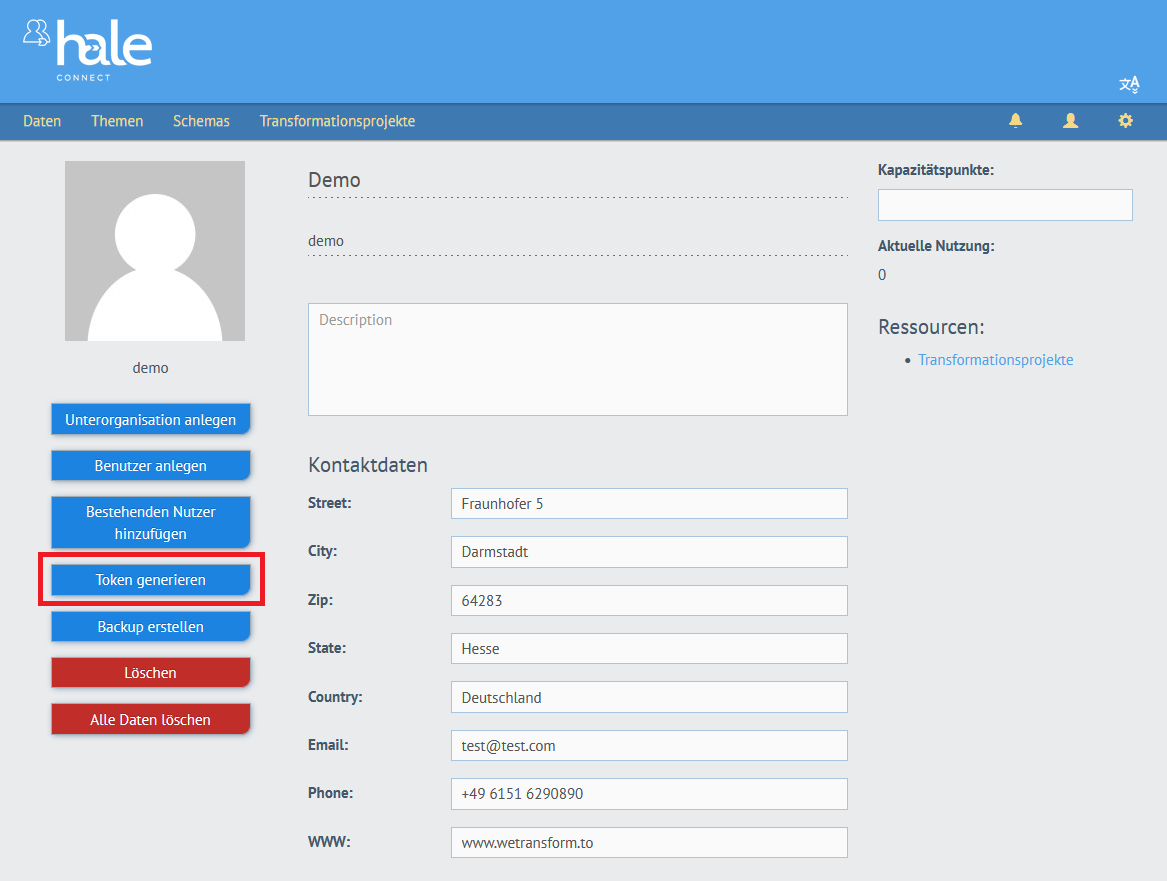 hale
CONNECT
文A
Daten Themen Schemas Transformationsprojekte
demo
Unterorganisation anlegen
Benutzer anlegen
Bestehenden Nutzer
hinzufügen
Token generieren
Backup erstellen
Löschen
Alle Daten löschen
Demo
demo
Description
Kontaktdaten
Street: Fraunhofer 5
City: Darmstadt
Zip: 64283
State: Hesse
Country: Deutschland
Email: test@test.com
Phone: +49 6151 6290890
WWW: www.wetransform.to
Kapazitätspunkte:
Aktuelle Nutzung:
0
Ressourcen:
• Transformationsprojekte